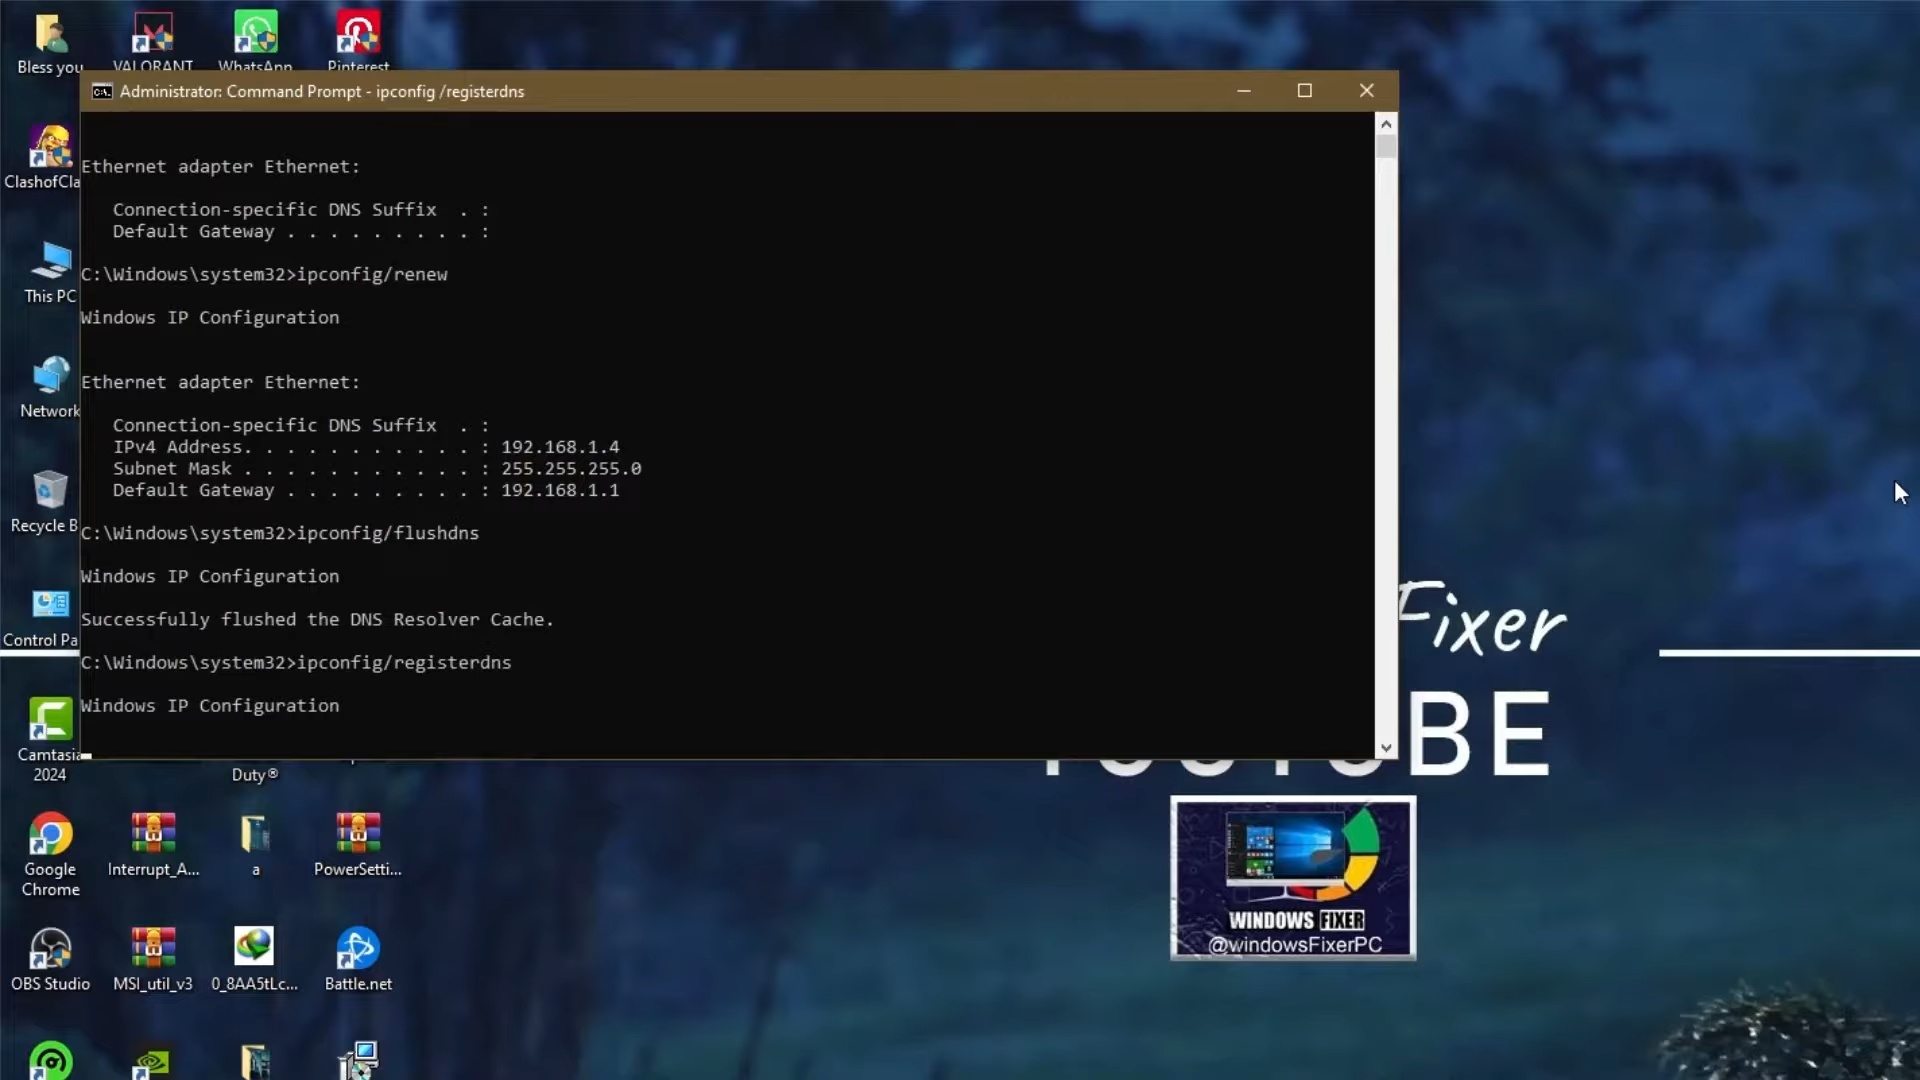 Bless you
VALORANT
WhatsApp
Pinterest
Administrator: Command Prompt - ipconfig /registerdns
Ethernet adapter Ethernet:
Connection-specific DNS Suffix . :
Default Gateway . . . . . . . . . :
C:\Windows\system32>ipconfig/renew
Windows IP Configuration
Ethernet adapter Ethernet:
Connection-specific DNS Suffix . :
IPv4 Address. . . . . . . . . . . : 192.168.1.4
Subnet Mask . . . . . . . . . . . : 255.255.255.0
Default Gateway . . . . . . . . . : 192.168.1.1
C:\Windows\system32>ipconfig/flushdns
Windows IP Configuration
Successfully flushed the DNS Resolver Cache.
C:\Windows\system32>ipconfig/registerdns
Windows IP Configuration
ClashofCla
This PC
Network
Recycle B
Control Pa
Camtasia
2024
Duty®
Google
Chrome
Interrupt_A...
a
PowerSetti...
OBS Studio
MSI_util_v3
0_8AA5tLc...
Battle.net
Fixer
YOUTUBE
WINDOWS FIXER
@windowsFixerPC